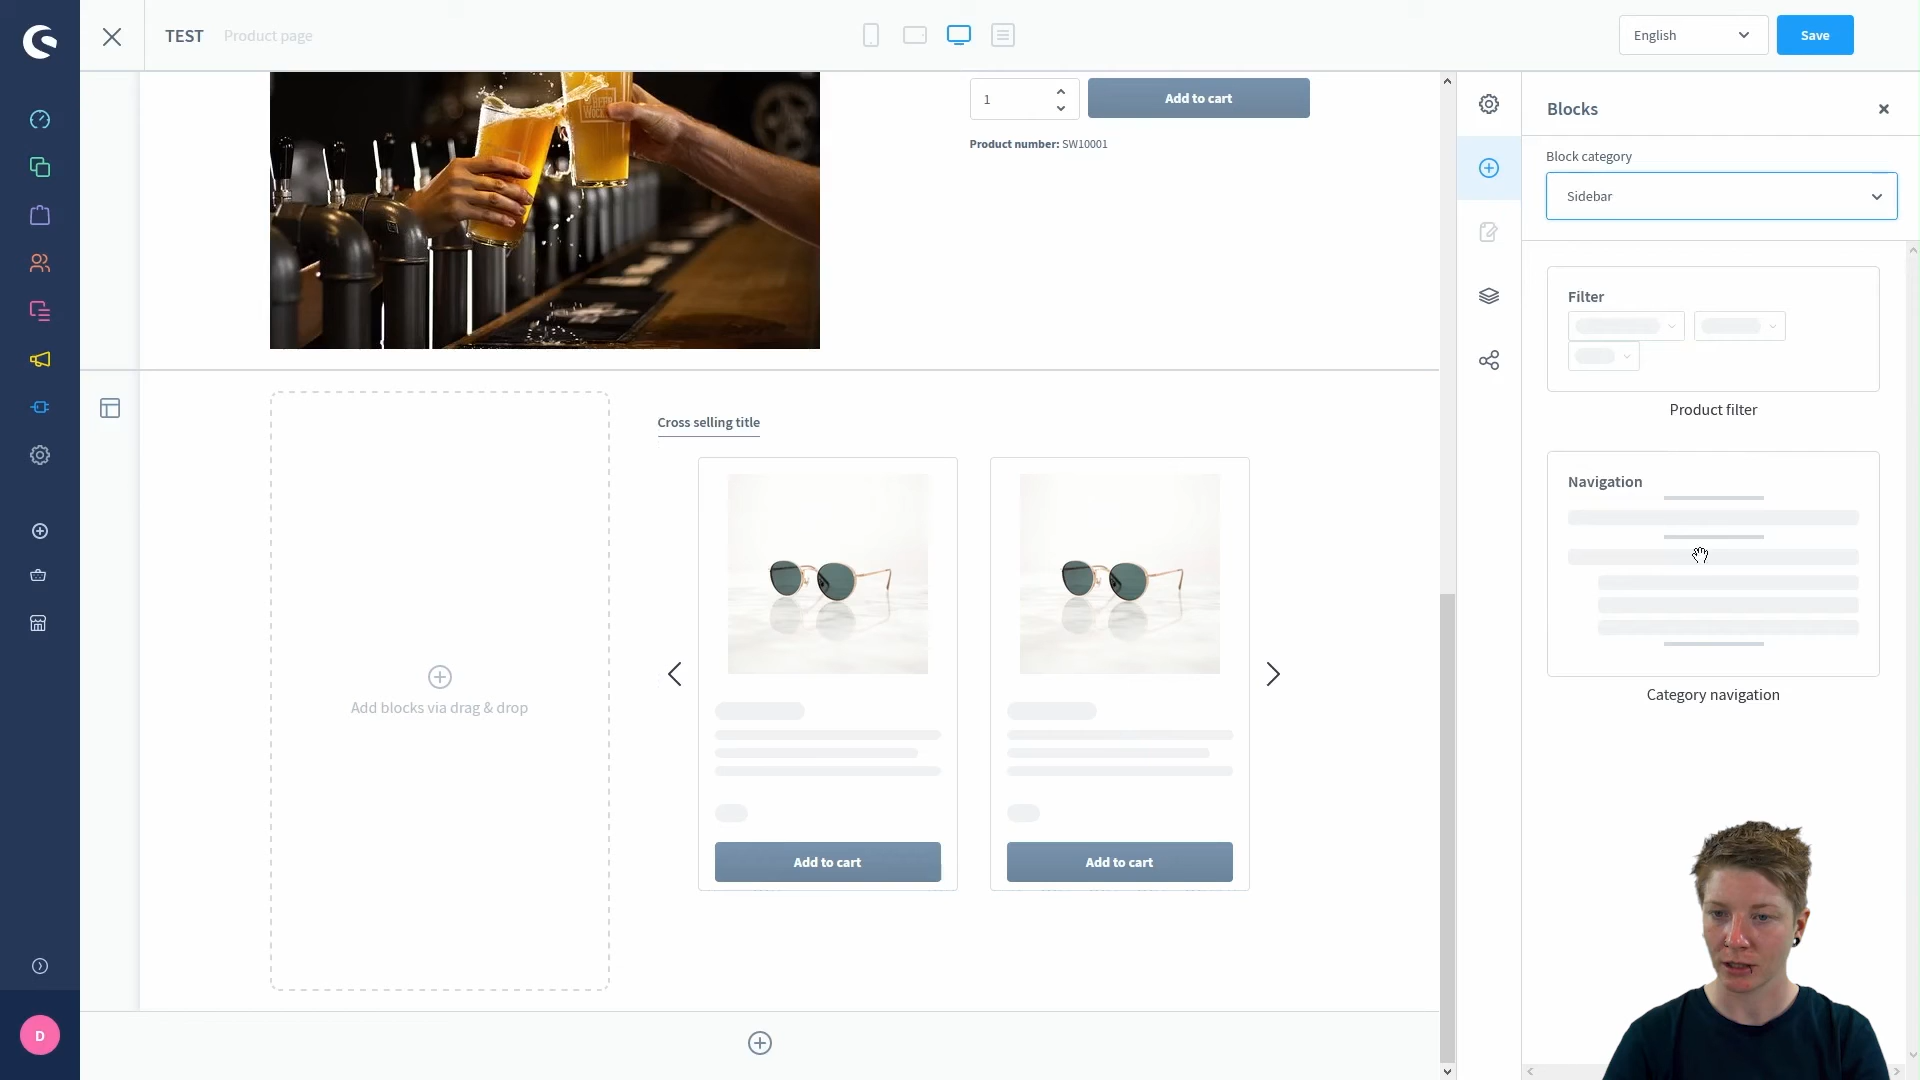 TEST
Product page
English
Save
1
Add to cart
Product number: SW10001
Blocks
Block category
Sidebar
Filter
Product filter
Navigation
Category navigation
Cross selling title
Add blocks via drag & drop
Add to cart
Add to cart
D